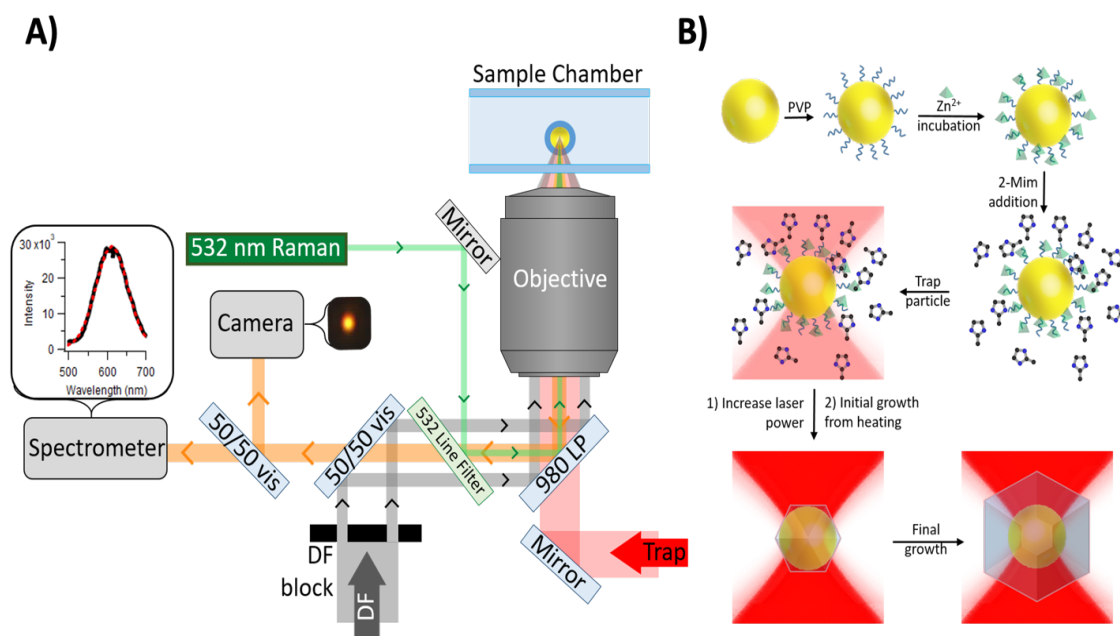 A)
Sample Chamber
Mirror
532 nm Raman
Objective
30 x10³
20
10
0
Intensity
500
600
700
Wavelength (nm)
Camera
Spectrometer
50/50 vis
50/50 vis
532 Line Filter
980 LP
DF
block
DF
Mirror
Trap
B)
PVP
Zn²⁺
incubation
2-Mim
addition
Trap
particle
1) Increase laser
power
2) Initial growth
from heating
Final
growth